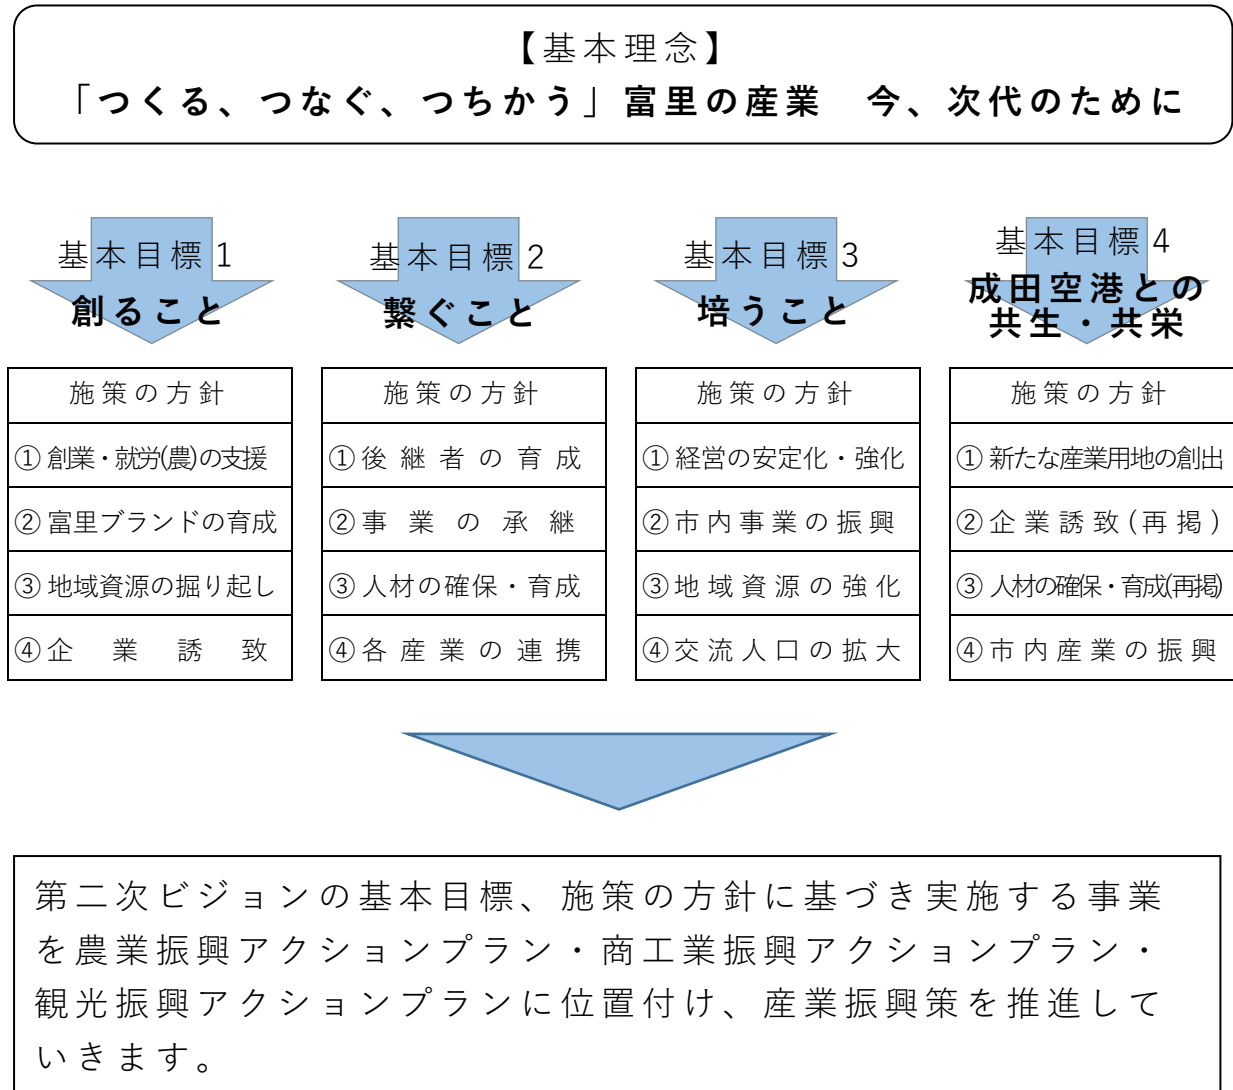 【基本理念】
「つくる、つなぐ、つちかう」富里の産業　今、次代のために
基本目標1
創ること
施策の方針
①創業・就労(農)の支援
②富里ブランドの育成
③地域資源の掘り起し
④企業誘致
基本目標2
繋ぐこと
施策の方針
①後継者の育成
②事業の承継
③人材の確保・育成
④各産業の連携
基本目標3
培うこと
施策の方針
①経営の安定化・強化
②市内事業の振興
③地域資源の強化
④交流人口の拡大
基本目標4
成田空港との
共生・共栄
施策の方針
①新たな産業用地の創出
②企業誘致(再掲)
③人材の確保・育成(再掲)
④市内産業の振興
第二次ビジョンの基本目標、施策の方針に基づき実施する事業
を農業振興アクションプラン・商工業振興アクションプラン・
観光振興アクションプランに位置付け、産業振興策を推進して
いきます。